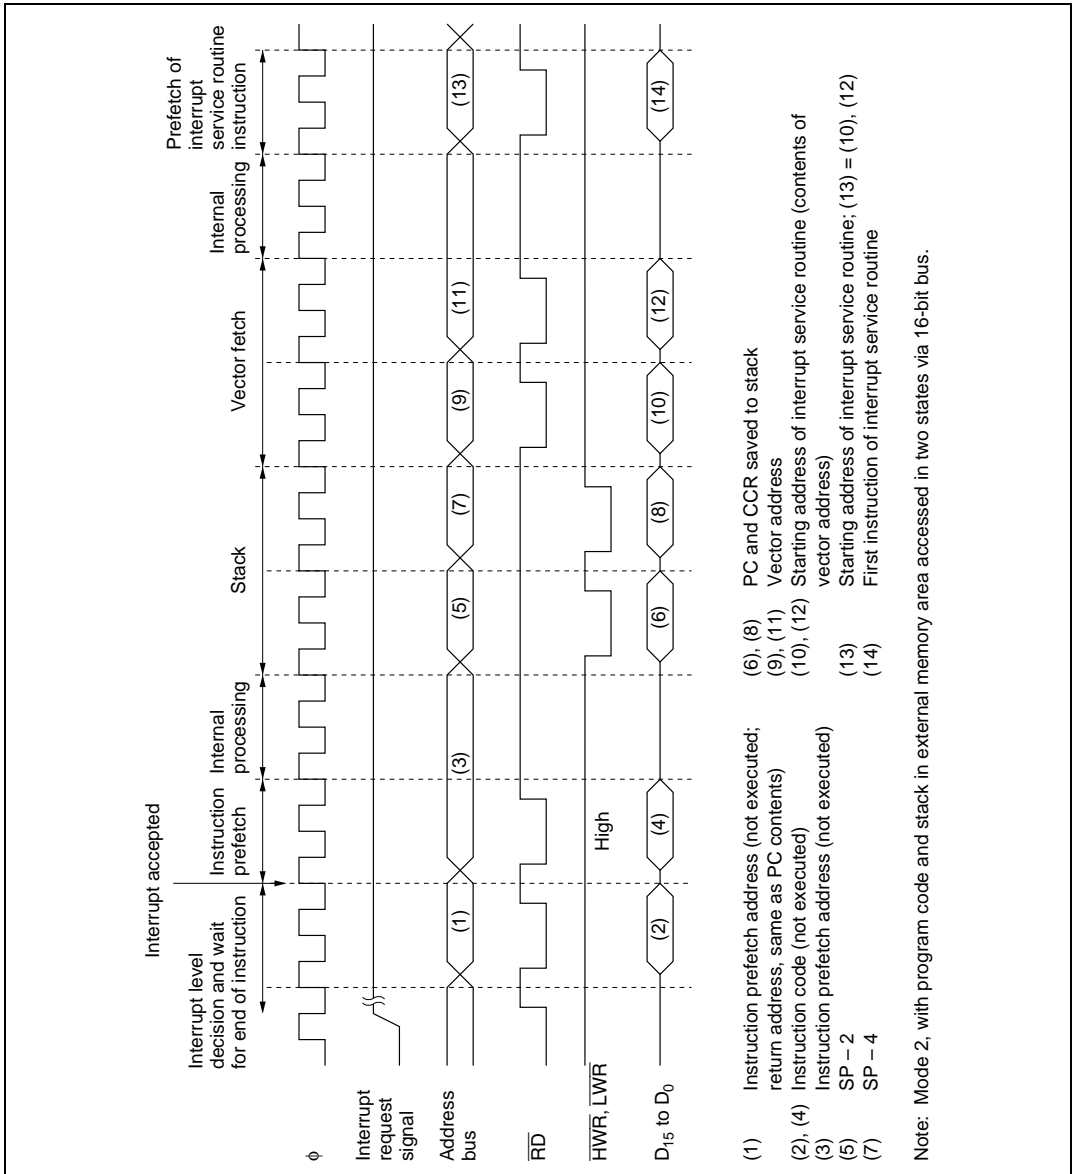 Interrupt accepted
Interrupt level
decision and wait
for end of instruction
Instruction
prefetch
Internal
processing
Stack
Vector fetch
Internal
processing
Prefetch of
interrupt
service routine
instruction
ϕ
Interrupt
request
signal
Address
bus
(1)
(3)
(5)
(7)
(9)
(11)
(13)
RD
HWR, LWR
High
D15 to D0
(2)
(4)
(6)
(8)
(10)
(12)
(14)
(1) Instruction prefetch address (not executed;
return address, same as PC contents)
(2), (4) Instruction code (not executed)
(3) Instruction prefetch address (not executed)
(5) SP – 2
(7) SP – 4
(6), (8) PC and CCR saved to stack
(9), (11) Vector address
(10), (12) Starting address of interrupt service routine (contents of
vector address)
(13) Starting address of interrupt service routine; (13) = (10), (12)
(14) First instruction of interrupt service routine
Note: Mode 2, with program code and stack in external memory area accessed in two states via 16-bit bus.